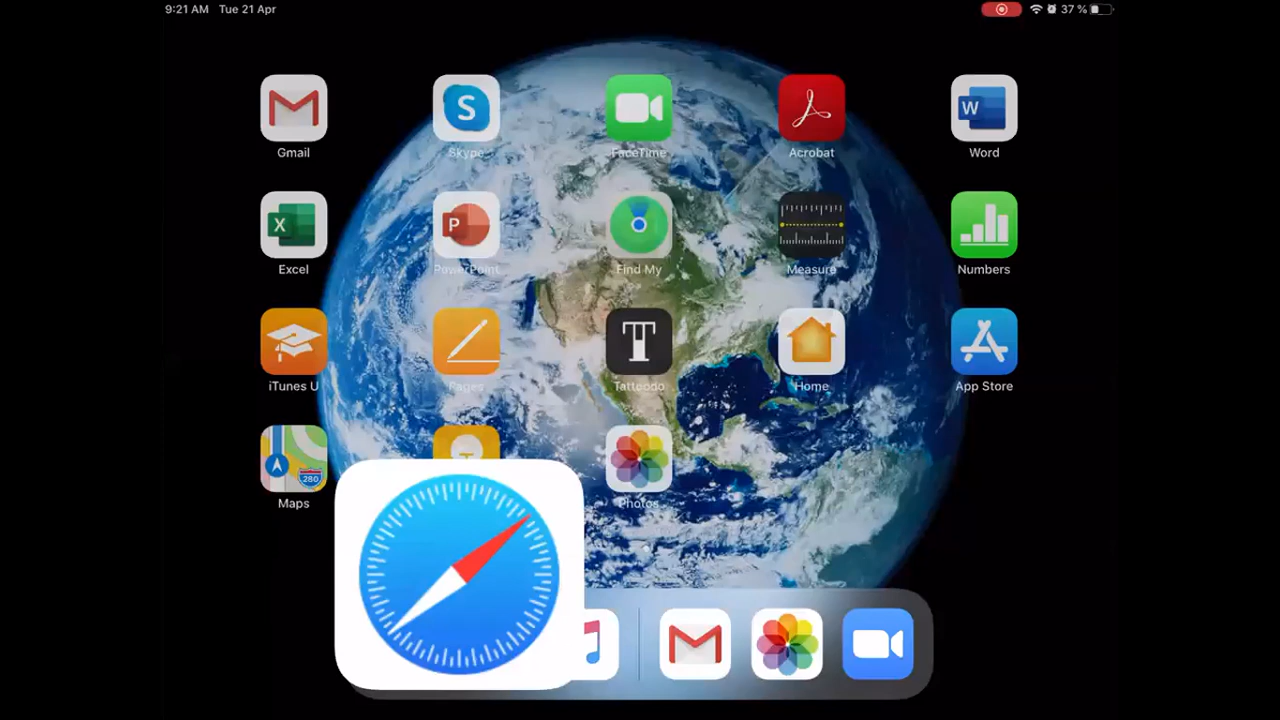 9:21 AM Tue 21 Apr
37 %
Gmail
Skype
FaceTime
Acrobat
Word
Excel
PowerPoint
Find My
Measure
Numbers
iTunes U
Pages
Tattoodo
Home
App Store
Maps
280
Photos